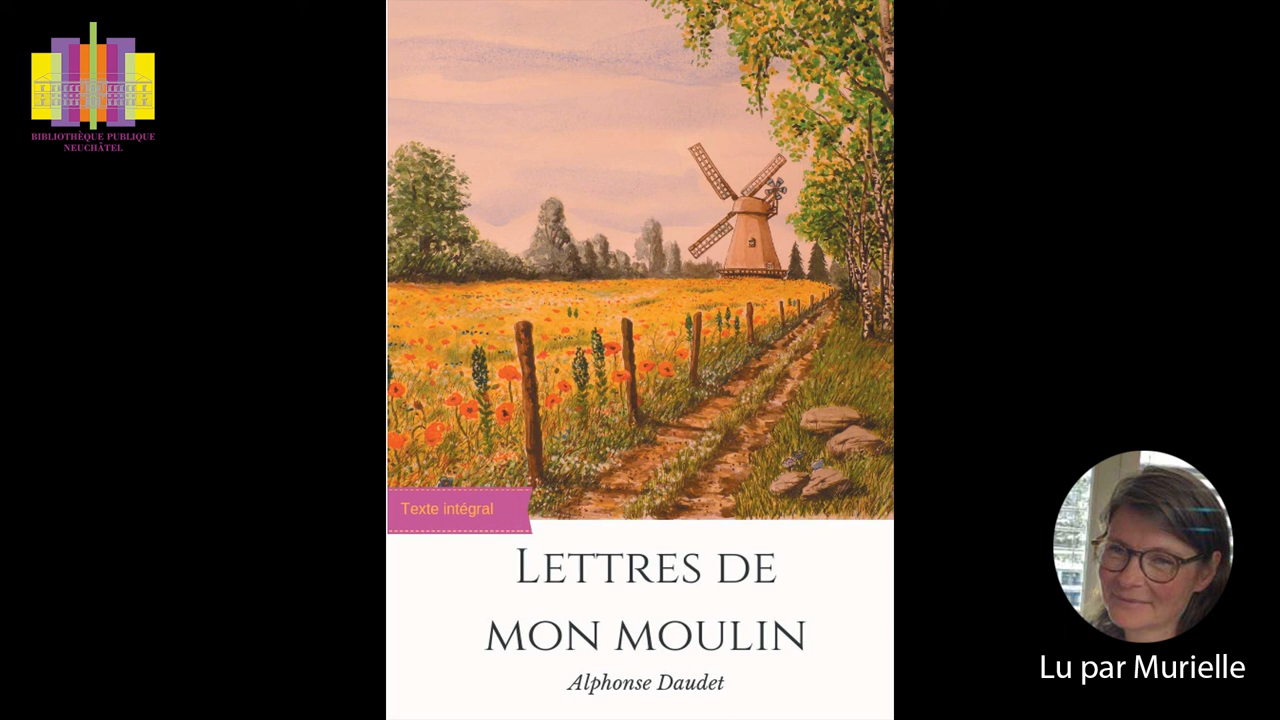 BIBLIOTHÈQUE PUBLIQUE
NEUCHÂTEL
Texte intégral
LETTRES DE
MON MOULIN
Alphonse Daudet
Lu par Murielle